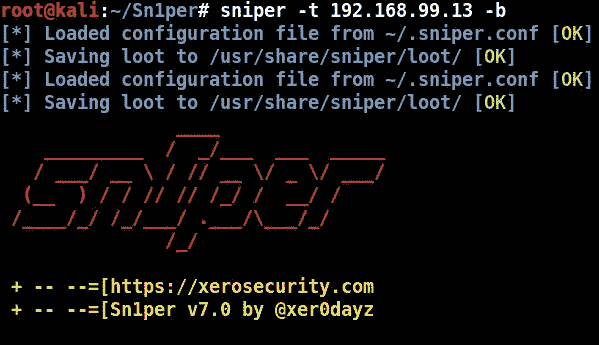 root@kali:~/Sn1per# sniper -t 192.168.99.13 -b
[*] Loaded configuration file from ~/.sniper.conf [OK]
[*] Saving loot to /usr/share/sniper/loot/ [OK]
[*] Loaded configuration file from ~/.sniper.conf [OK]
[*] Saving loot to /usr/share/sniper/loot/ [OK]
sn1per
+ -- --=[https://xerosecurity.com
+ -- --=[Sn1per v7.0 by @xer0dayz